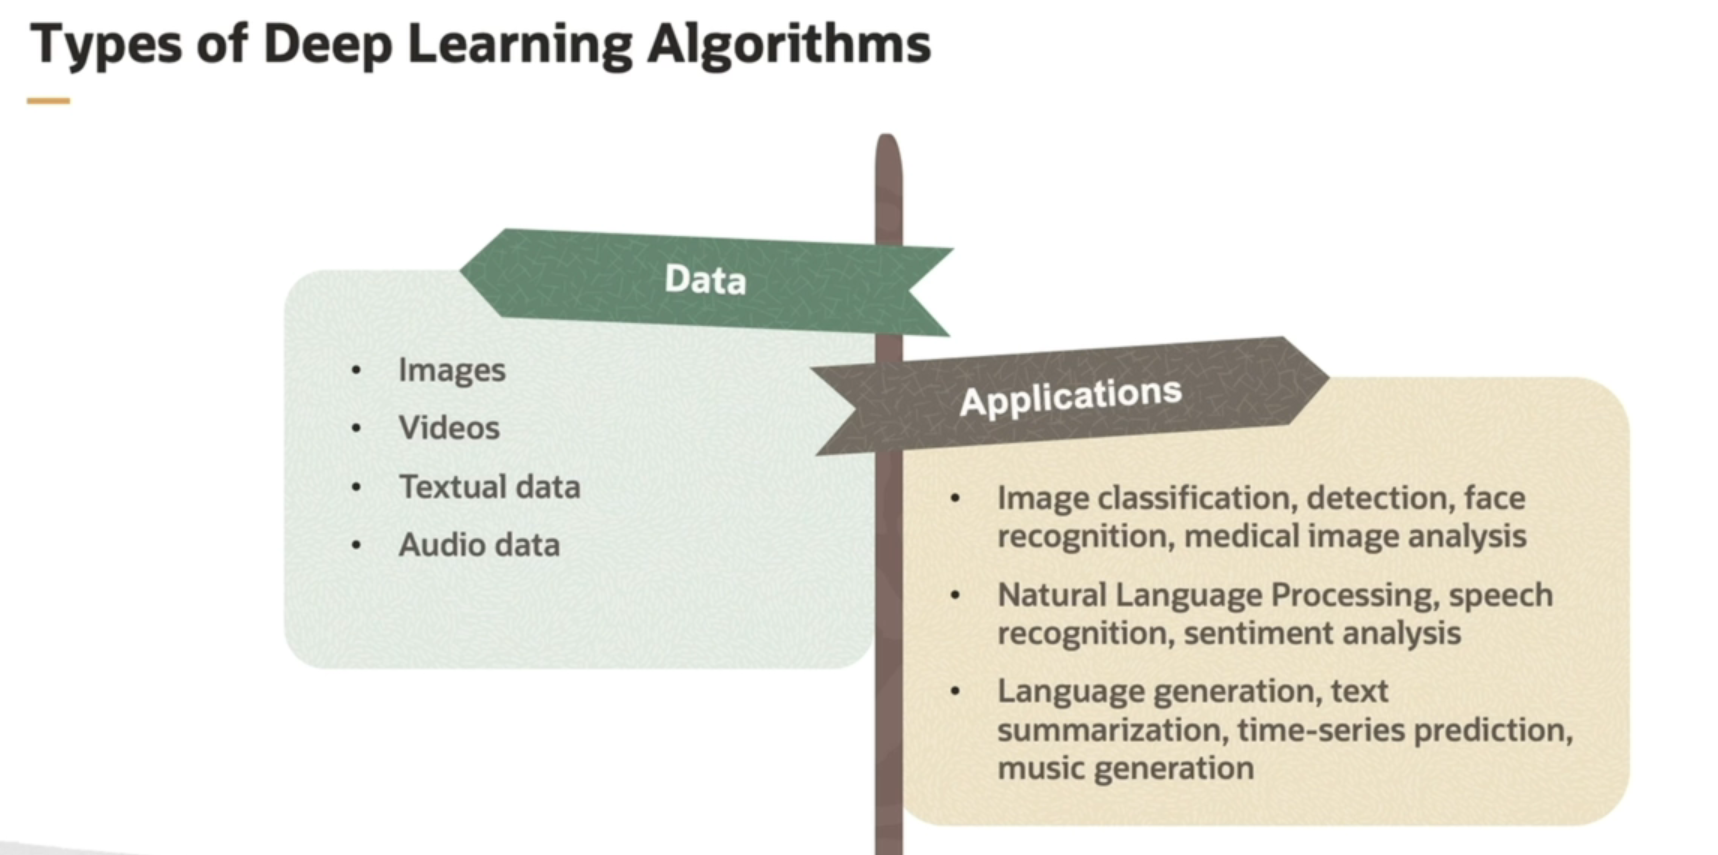 Types of Deep Learning Algorithms
Data
• Images
• Videos
• Textual data
• Audio data
Applications
• Image classification, detection, face
recognition, medical image analysis
• Natural Language Processing, speech
recognition, sentiment analysis
• Language generation, text
summarization, time-series prediction,
music generation